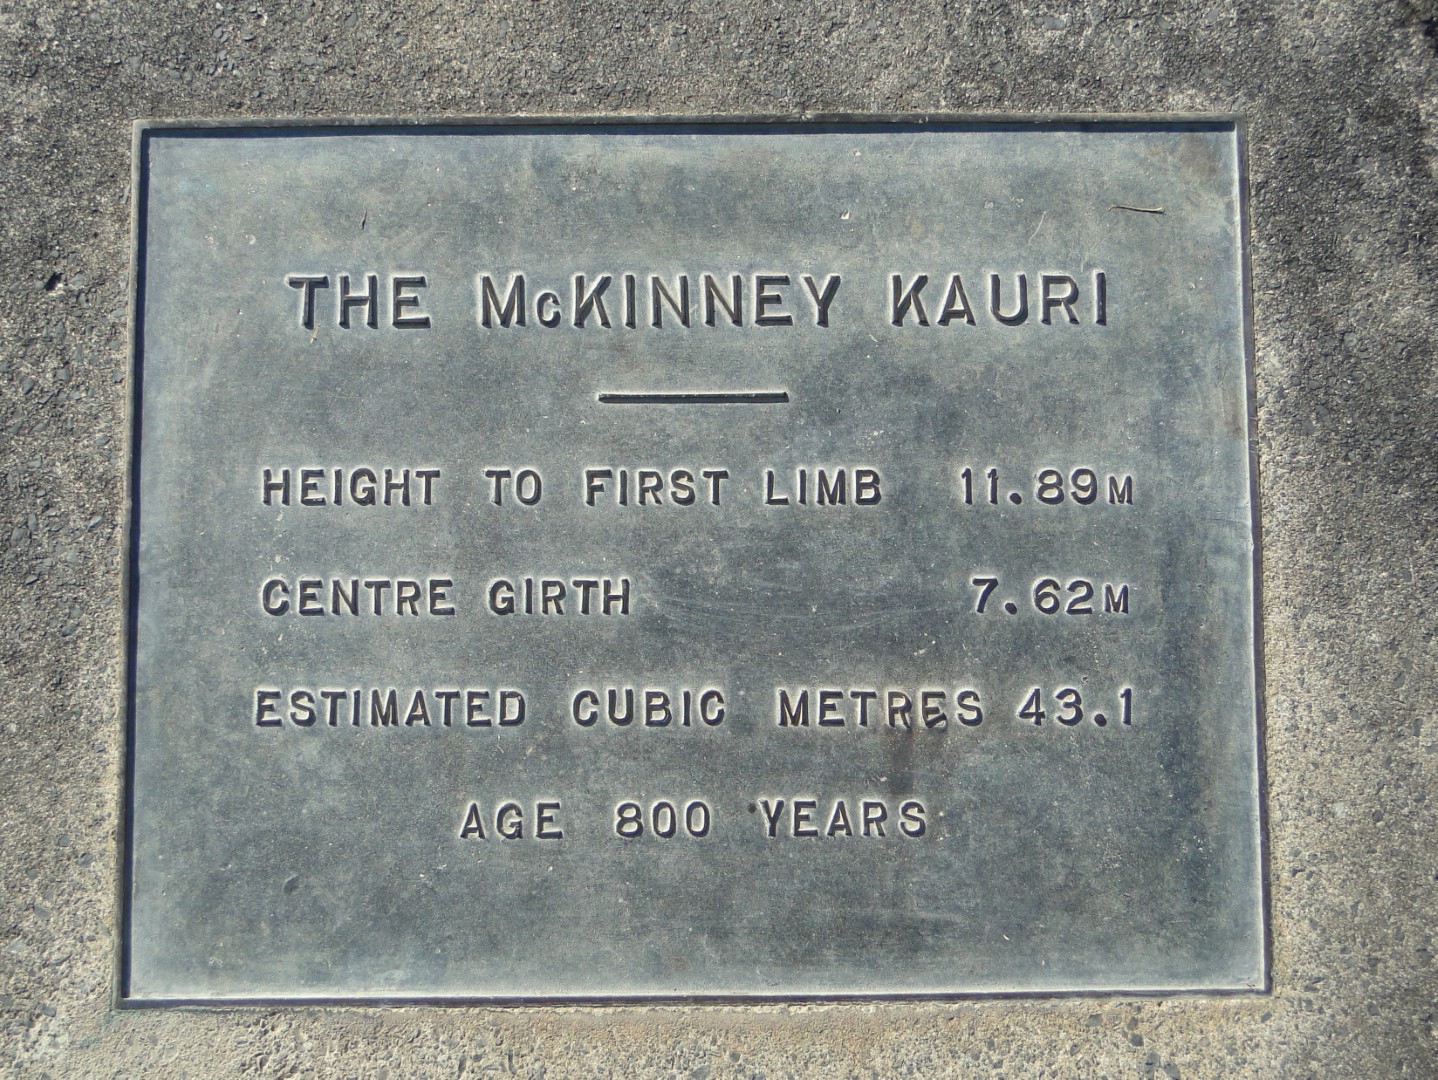 THE McKINNEY KAURI
HEIGHT TO FIRST LIMB 11.89M
CENTRE GIRTH 7.62M
ESTIMATED CUBIC METRES 43.1
AGE 800 YEARS